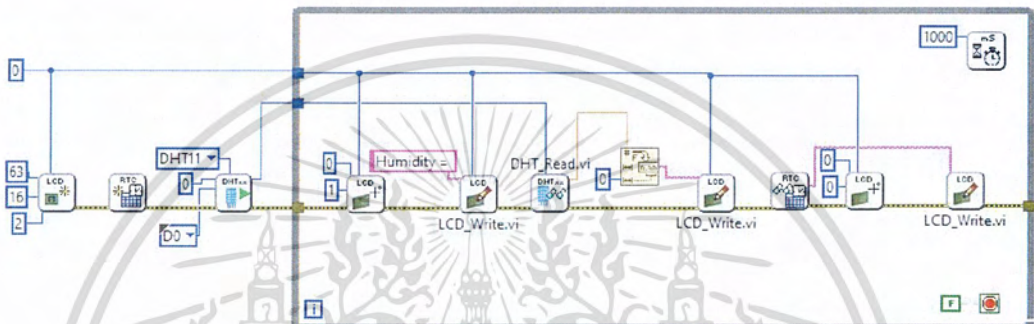 1000
mS
0
63
16
2
LCD
RTC
DHT11
0
DHT
D0
0
1
LCD
Humidity =
LCD
LCD_Write.vi
DHT_Read.vi
DHT
0
LCD
LCD_Write.vi
RTC
0
0
LCD
LCD
LCD_Write.vi
i
F